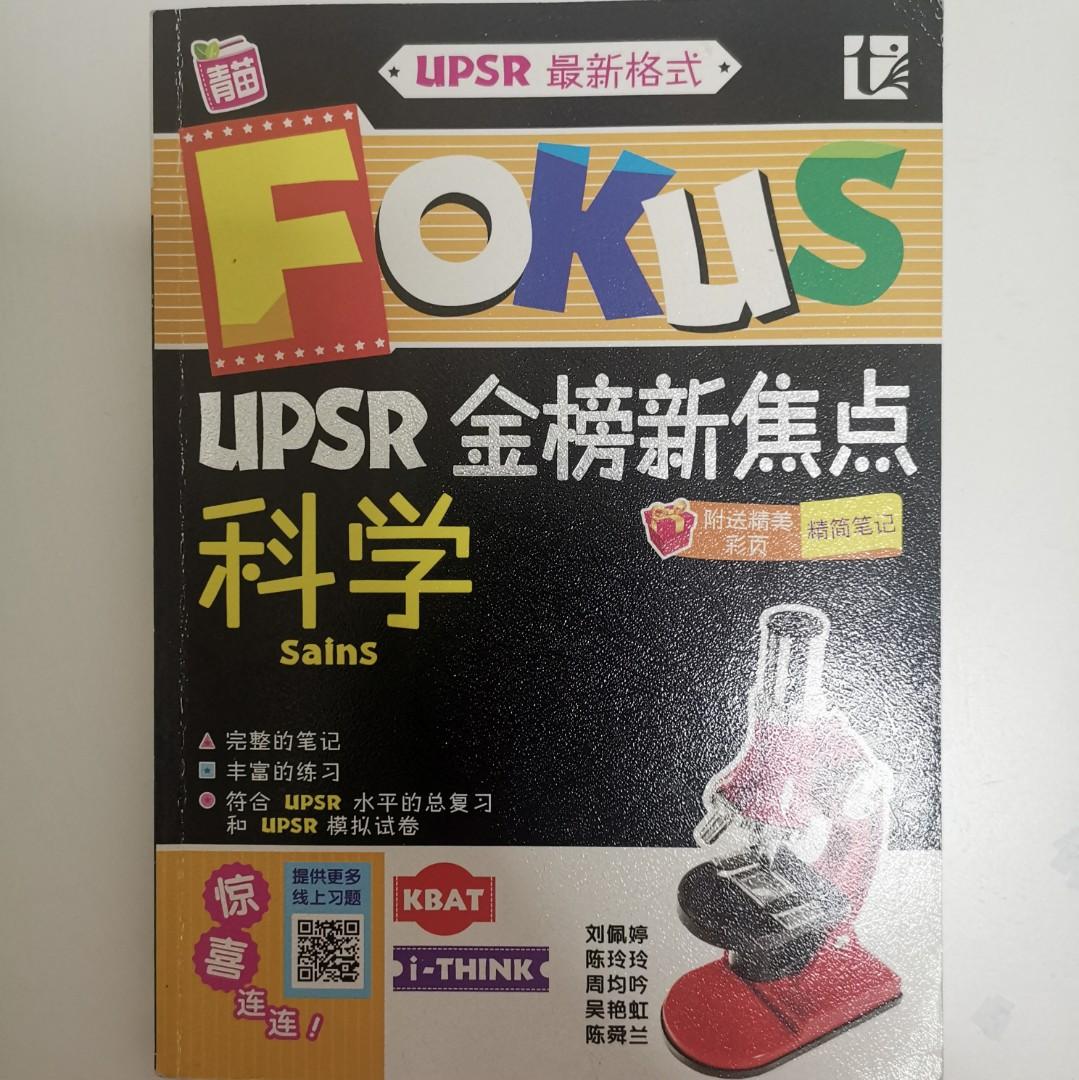 青苗
UPSR 最新格式
FOKUS
UPSR 金榜新焦点
科学
Sains
附送精美
彩页
精简笔记
完整的笔记
丰富的练习
符合 UPSR 水平的总复习
和 UPSR 模拟试卷
惊喜连连!
提供更多
线上习题
KBAT
i-THINK
刘佩婷
陈玲玲
周均吟
吴艳虹
陈舜兰